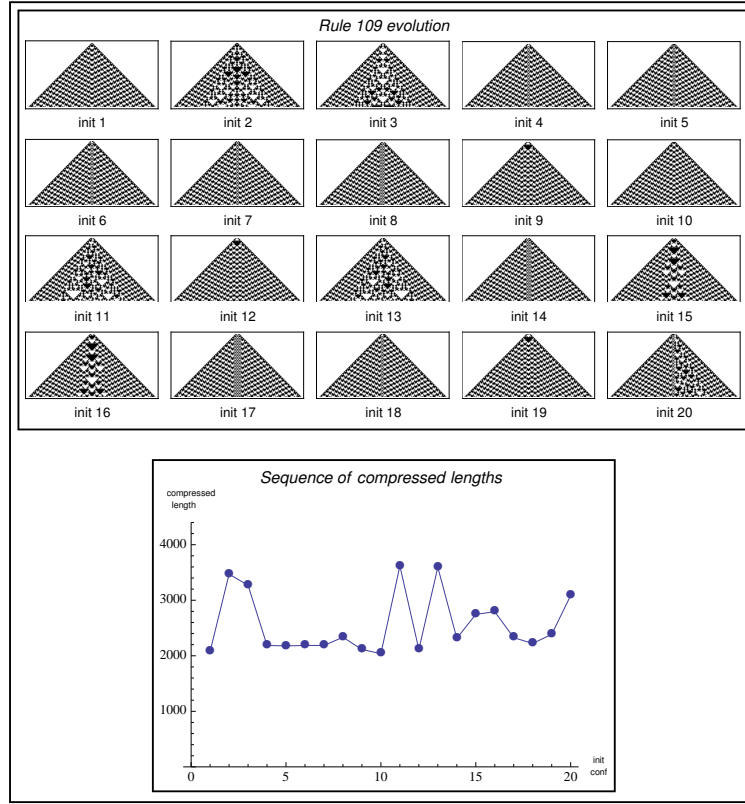 Rule 109 evolution
init 1 init 2 init 3 init 4 init 5
init 6 init 7 init 8 init 9 init 10
init 11 init 12 init 13 init 14 init 15
init 16 init 17 init 18 init 19 init 20
Sequence of compressed lengths
compressed
length
4000
3000
2000
1000
0 5 10 15 20
init
conf